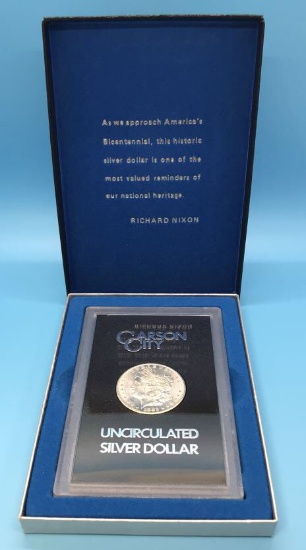 As we approach America's
Bicentennial, this historic
silver dollar is one of the
most valued reminders of
our national heritage.
RICHARD NIXON
CARSON
CITY
UNCIRCULATED
SILVER DOLLAR